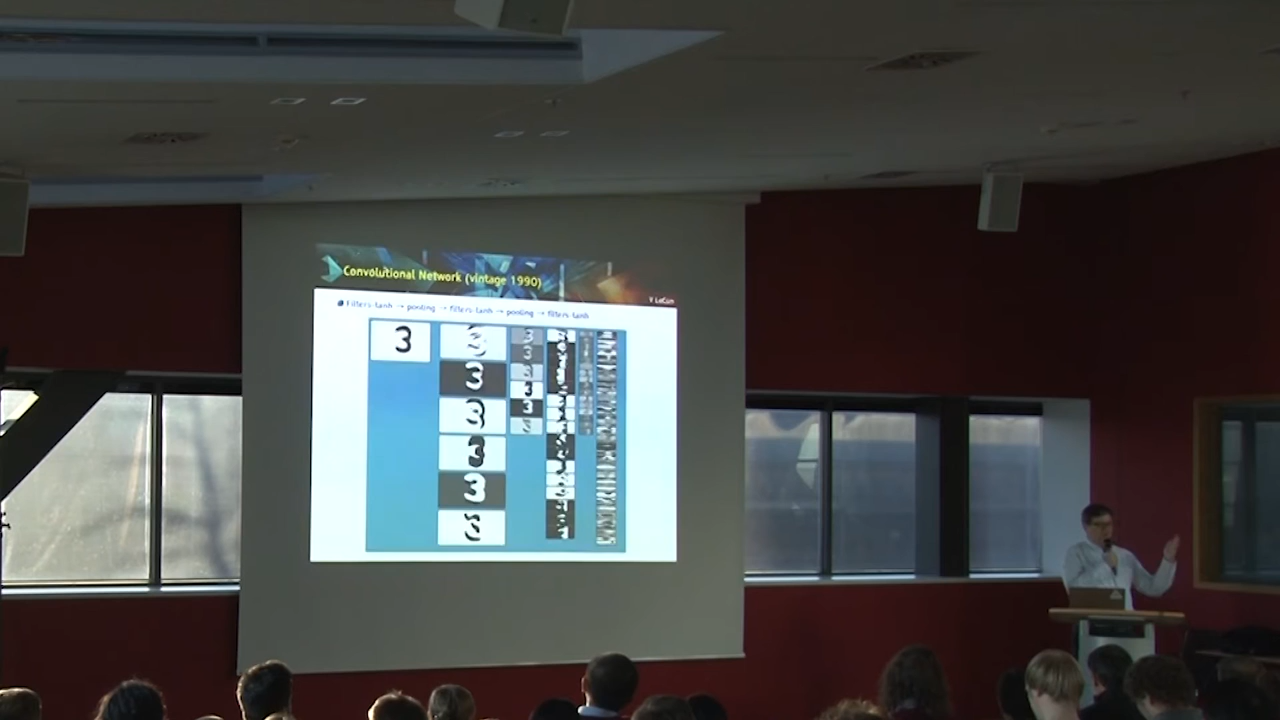 Convolutional Network (vintage 1990)
Y LeCun
filters-tanh → pooling → filters-tanh → pooling → filters-tanh
3